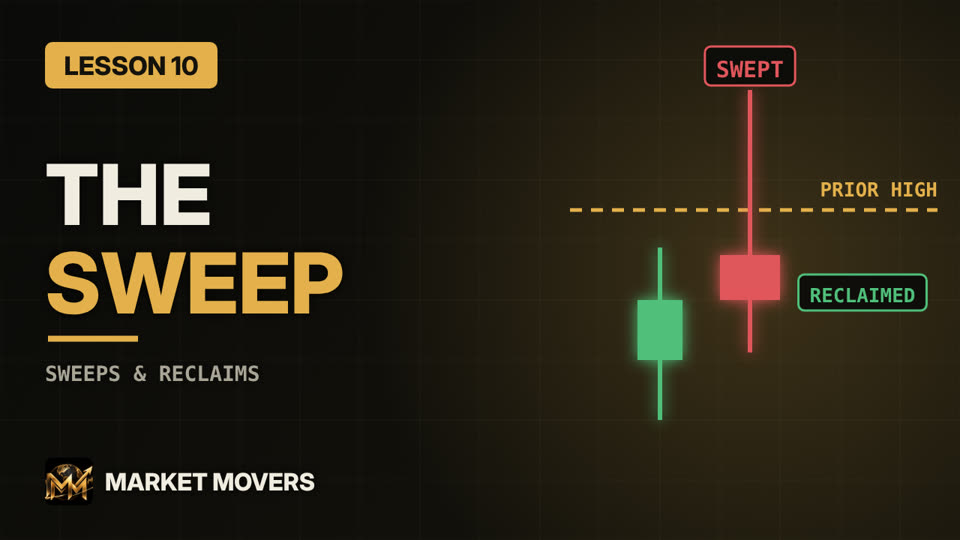 LESSON 10
THE
SWEEP
SWEEPS & RECLAIMS
MARKET MOVERS
SWEPT
PRIOR HIGH
RECLAIMED